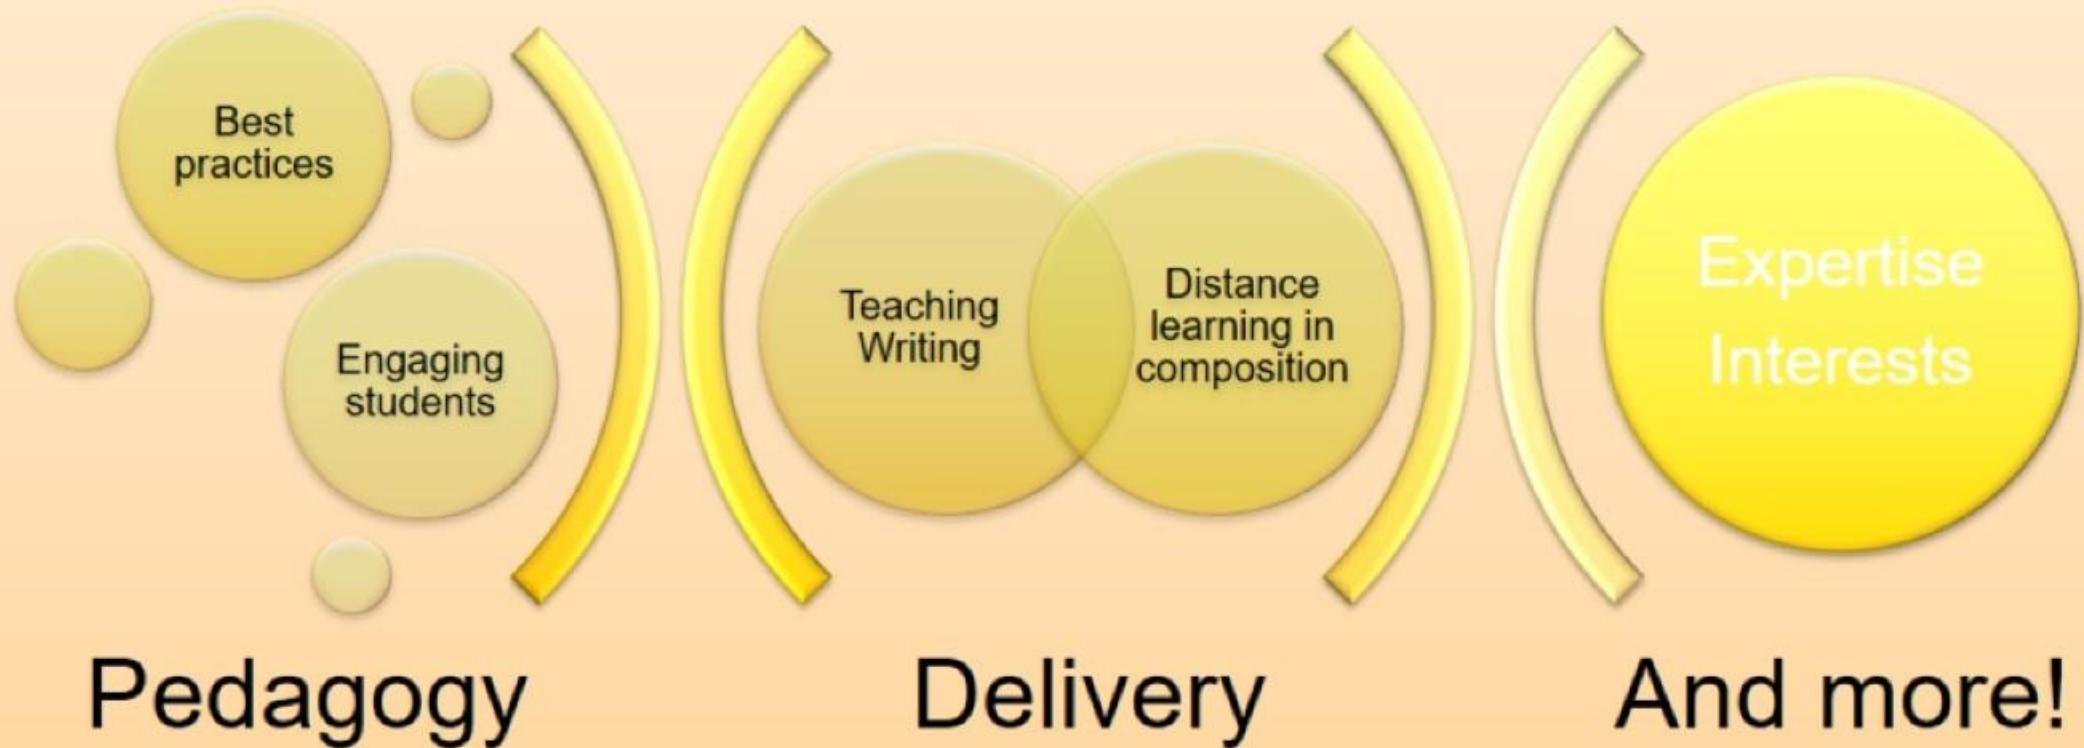 Best
practices
Engaging
students
Teaching
Writing
Distance
learning in
composition
Expertise
Interests
Pedagogy
Delivery
And more!